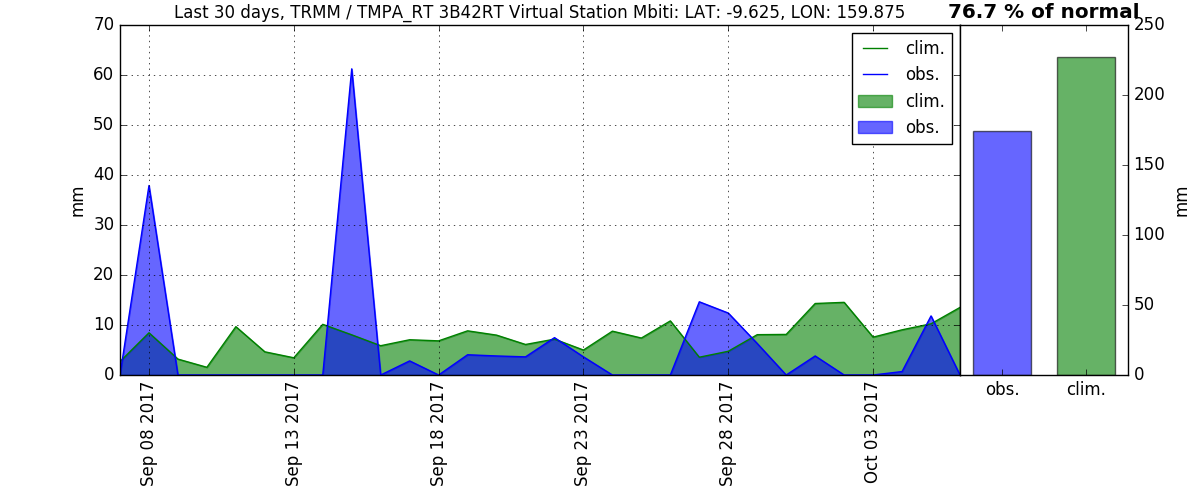 Last 30 days, TRMM / TMPA_RT 3B42RT Virtual Station Mbiti: LAT: -9.625, LON: 159.875
76.7 % of normal
70
60
50
40
30
20
10
0
mm
clim.
obs.
clim.
obs.
Sep 08 2017
Sep 13 2017
Sep 18 2017
Sep 23 2017
Sep 28 2017
Oct 03 2017
250
200
150
100
50
0
mm
obs.
clim.